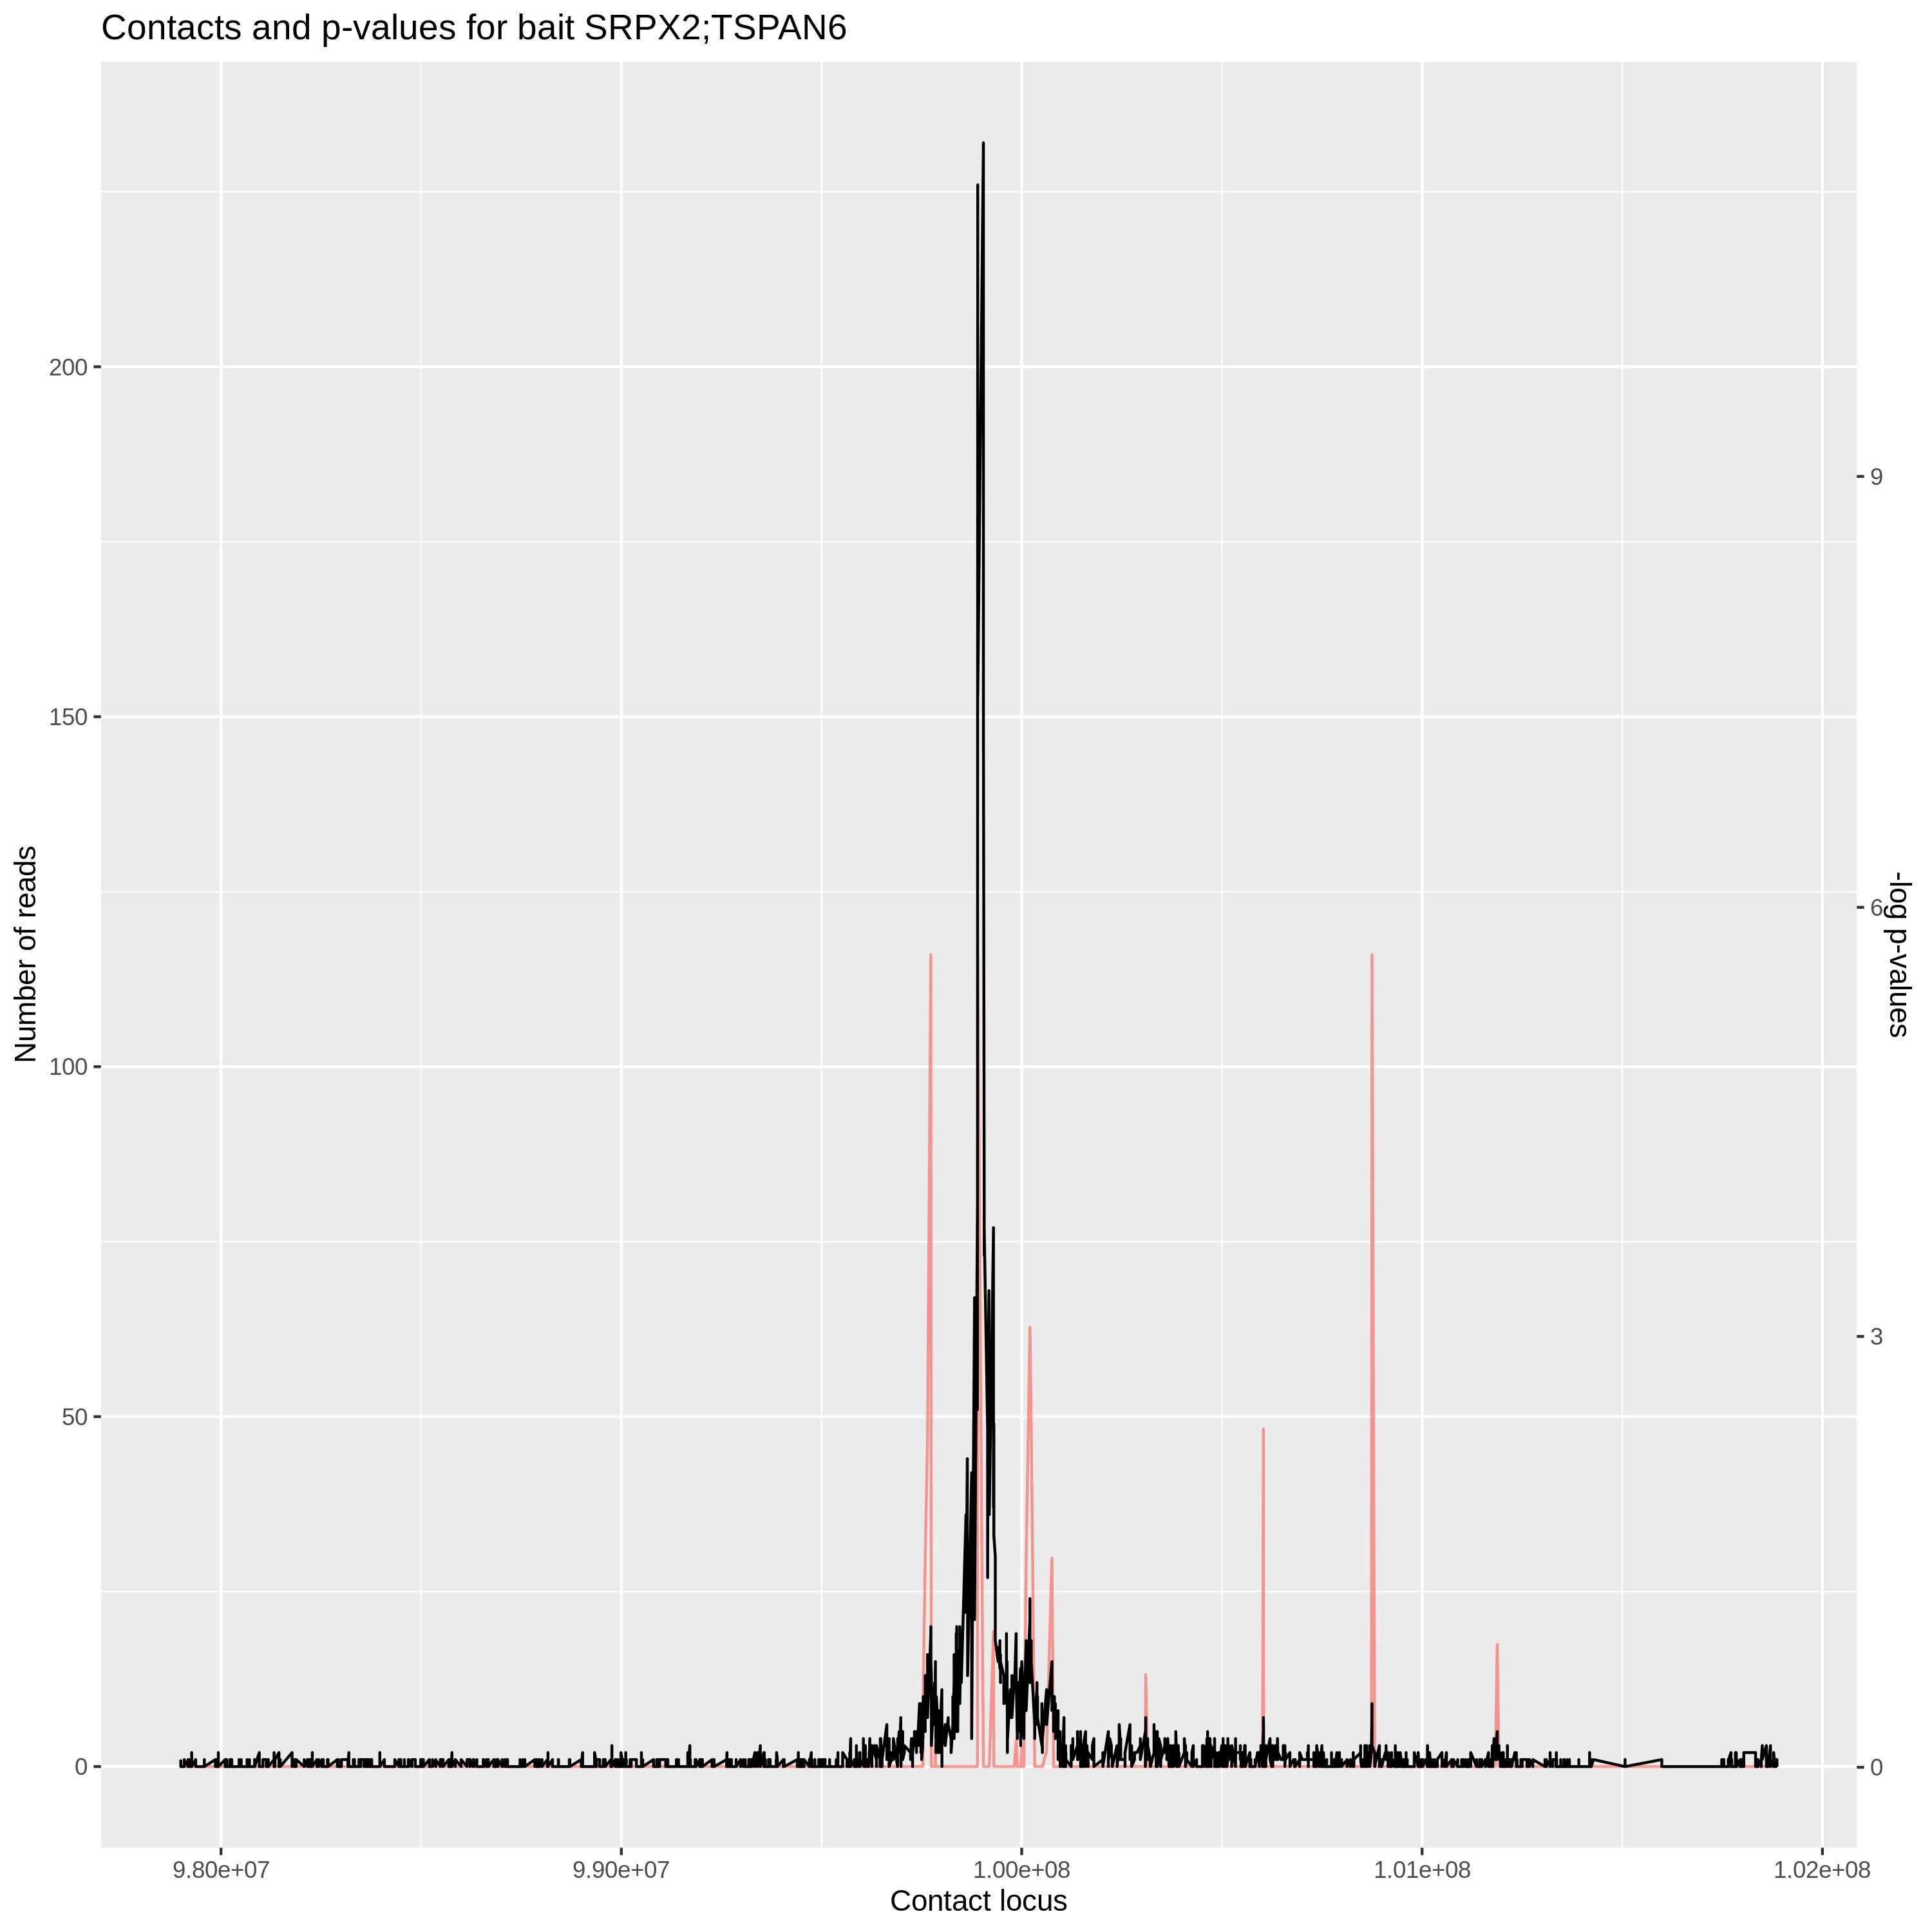 Contacts and p-values for bait SRPX2;TSPAN6
Number of reads
200
150
100
50
0
9
6
3
0
-log p-values
9.80e+07 9.90e+07 1.00e+08 1.01e+08 1.02e+08
Contact locus